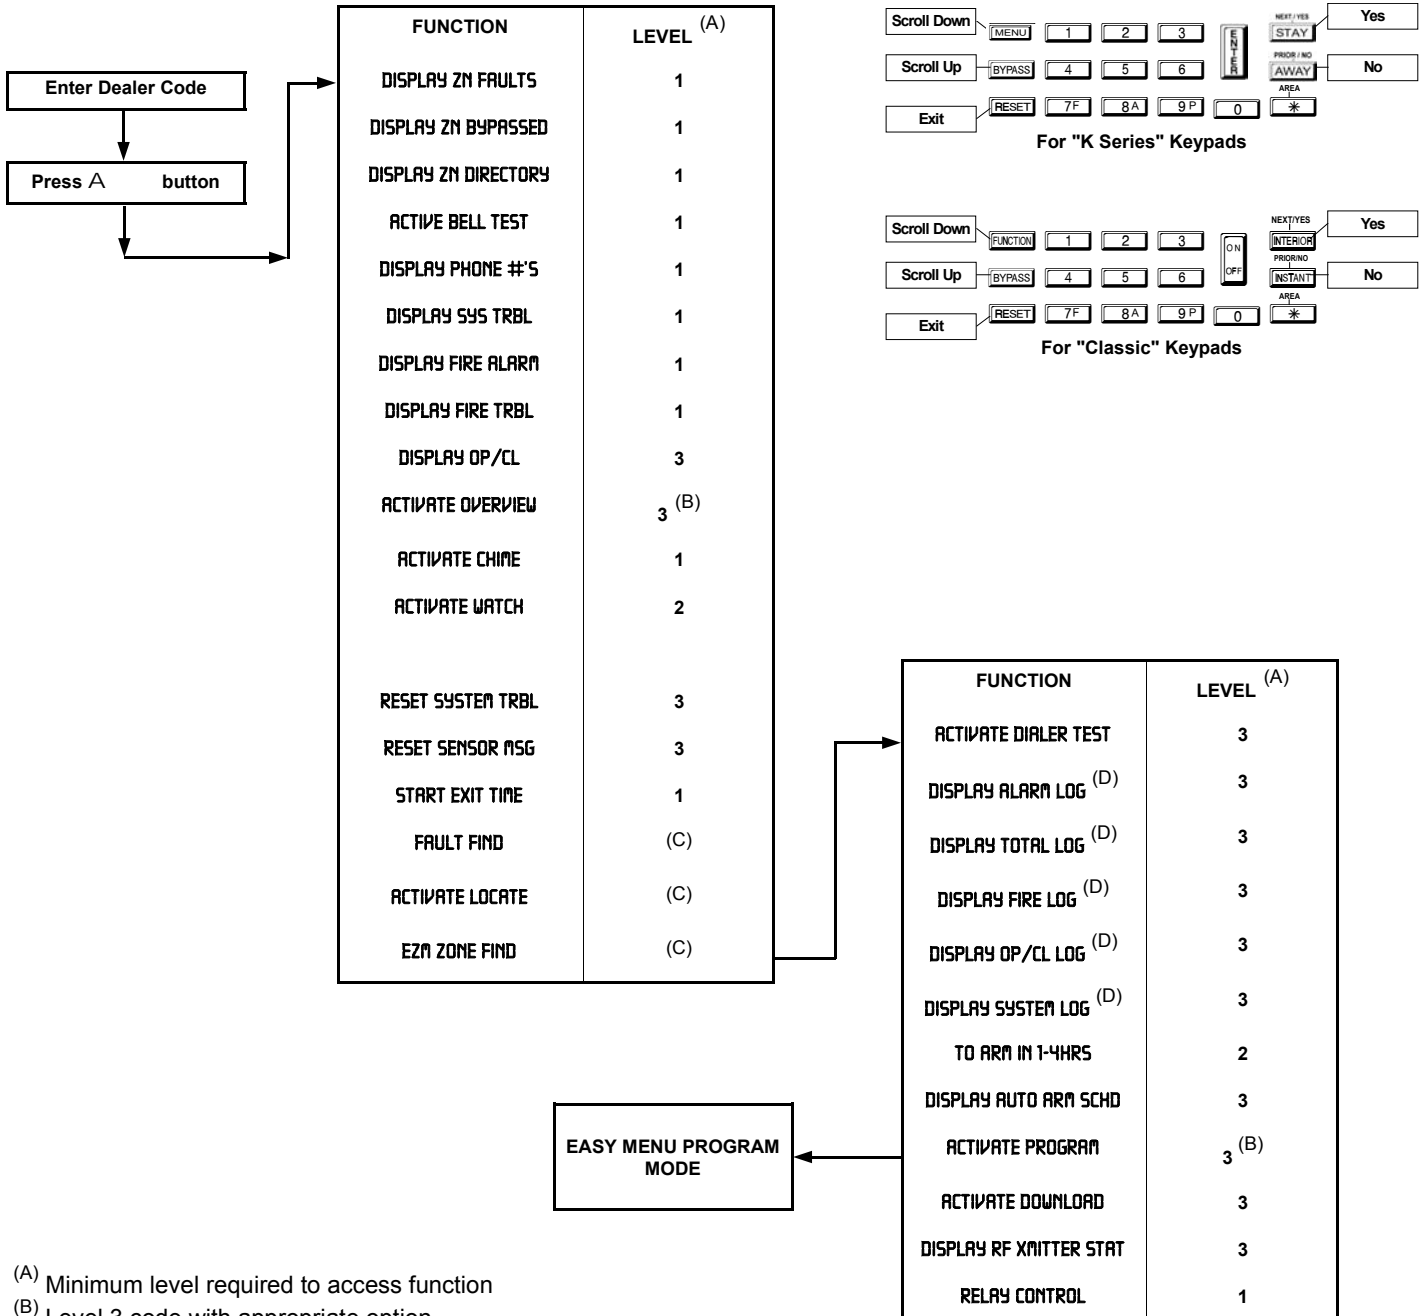 Enter Dealer Code
Press A button
FUNCTION LEVEL (A)
DISPLAY ZN FAULTS 1
DISPLAY ZN BYPASSED 1
DISPLAY ZN DIRECTORY 1
ACTIVE BELL TEST 1
DISPLAY PHONE #'S 1
DISPLAY SYS TRBL 1
DISPLAY FIRE ALARM 1
DISPLAY FIRE TRBL 1
DISPLAY OP/CL 3
ACTIVATE OVERVIEW 3 (B)
ACTIVATE CHIME 1
ACTIVATE WATCH 2
RESET SYSTEM TRBL 3
RESET SENSOR MSG 3
START EXIT TIME 1
FAULT FIND (C)
ACTIVATE LOCATE (C)
EZM ZONE FIND (C)
Scroll Down MENU 1 2 3 ENTER NEXT / YES STAY Yes
Scroll Up BYPASS 4 5 6 PRIOR / NO AWAY No
Exit RESET 7F 8A 9P 0 AREA *
For "K Series" Keypads
Scroll Down FUNCTION 1 2 3 ON OFF NEXT/YES INTERIOR Yes
Scroll Up BYPASS 4 5 6 PRIOR/NO INSTANT No
Exit RESET 7F 8A 9P 0 AREA *
For "Classic" Keypads
FUNCTION LEVEL (A)
ACTIVATE DIALER TEST 3
DISPLAY ALARM LOG (D) 3
DISPLAY TOTAL LOG (D) 3
DISPLAY FIRE LOG (D) 3
DISPLAY OP/CL LOG (D) 3
DISPLAY SYSTEM LOG (D) 3
TO ARM IN 1-4HRS 2
DISPLAY AUTO ARM SCHD 3
ACTIVATE PROGRAM 3 (B)
ACTIVATE DOWNLOAD 3
DISPLAY RF XMITTER STAT 3
RELAY CONTROL 1
EASY MENU PROGRAM
MODE
(A) Minimum level required to access function
(B) Level 3 code with appropriate option